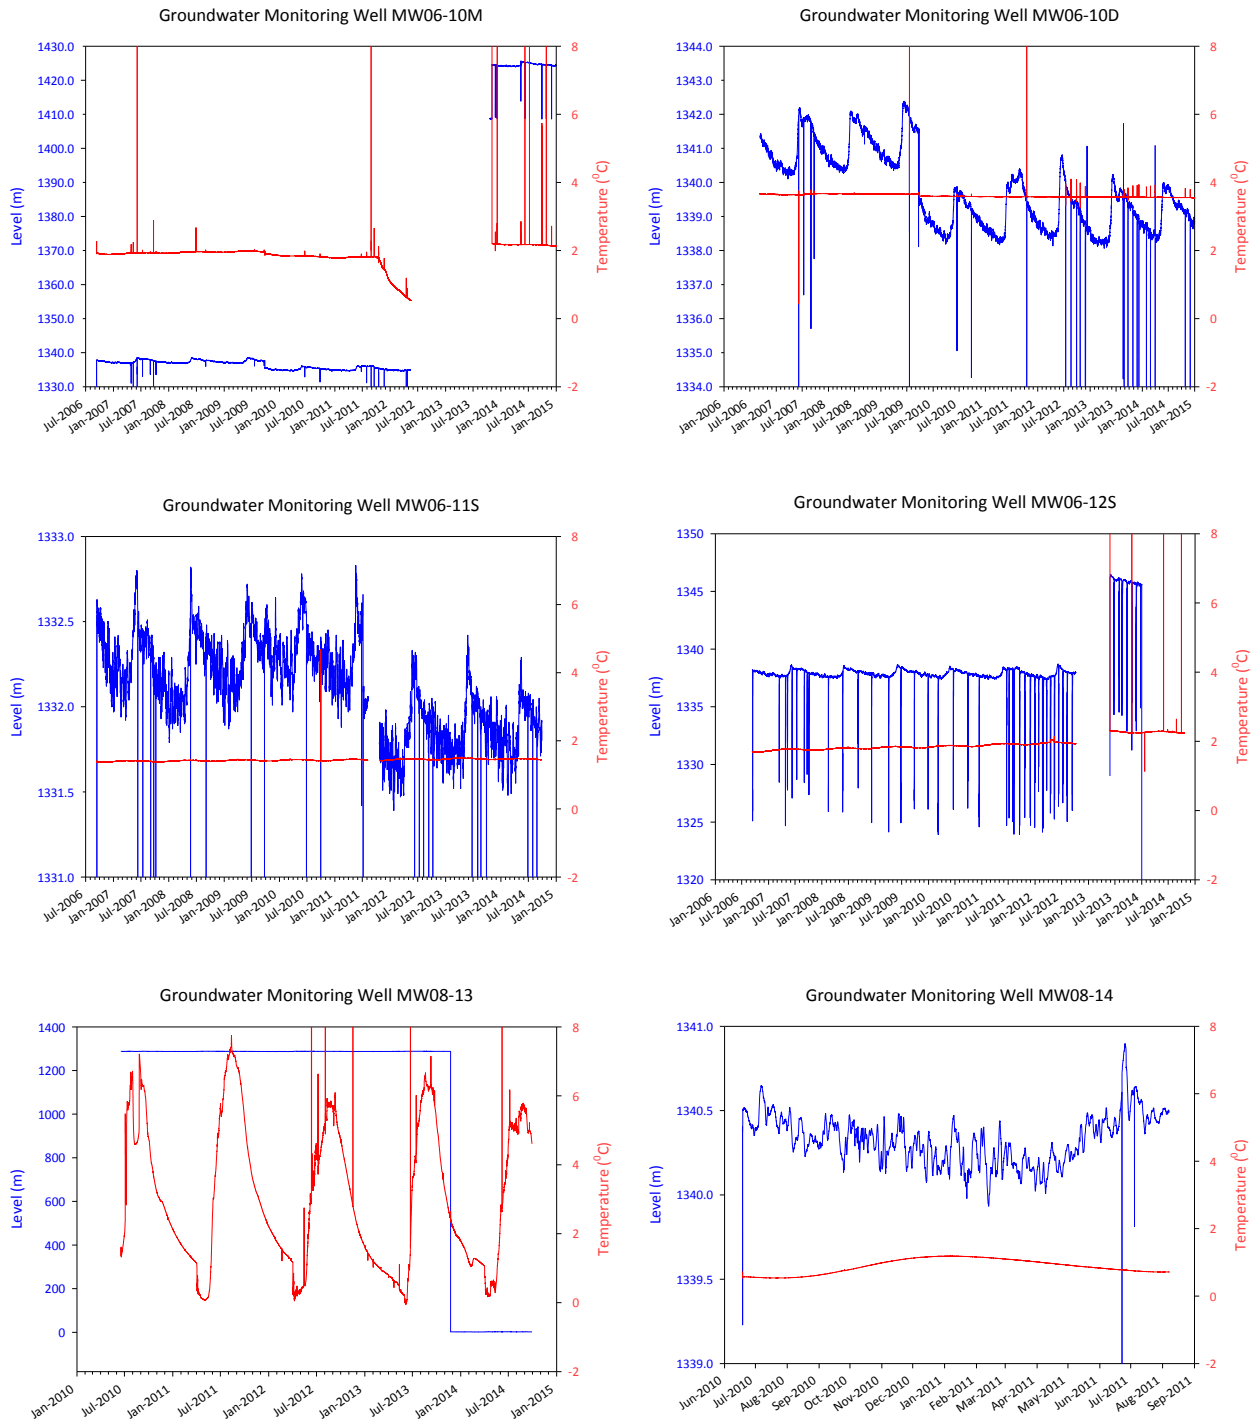 Groundwater Monitoring Well MW06-10M
1430.0
1420.0
1410.0
1400.0
1390.0
1380.0
1370.0
1360.0
1350.0
1340.0
1330.0
Level (m)
8
6
4
2
0
-2
Temperature (⁰C)
Jul-2006
Jan-2007
Jul-2007
Jan-2008
Jul-2008
Jan-2009
Jul-2009
Jan-2010
Jul-2010
Jan-2011
Jul-2011
Jan-2012
Jul-2012
Jan-2013
Jul-2013
Jan-2014
Jul-2014
Jan-2015
Groundwater Monitoring Well MW06-10D
1344.0
1343.0
1342.0
1341.0
1340.0
1339.0
1338.0
1337.0
1336.0
1335.0
1334.0
Level (m)
8
6
4
2
0
-2
Temperature (⁰C)
Jan-2006
Jul-2006
Jan-2007
Jul-2007
Jan-2008
Jul-2008
Jan-2009
Jul-2009
Jan-2010
Jul-2010
Jan-2011
Jul-2011
Jan-2012
Jul-2012
Jan-2013
Jul-2013
Jan-2014
Jul-2014
Jan-2015
Groundwater Monitoring Well MW06-11S
1333.0
1332.5
1332.0
1331.5
1331.0
Level (m)
8
6
4
2
0
-2
Temperature (⁰C)
Jul-2006
Jan-2007
Jul-2007
Jan-2008
Jul-2008
Jan-2009
Jul-2009
Jan-2010
Jul-2010
Jan-2011
Jul-2011
Jan-2012
Jul-2012
Jan-2013
Jul-2013
Jan-2014
Jul-2014
Jan-2015
Groundwater Monitoring Well MW06-12S
1350
1345
1340
1335
1330
1325
1320
Level (m)
8
6
4
2
0
-2
Temperature (⁰C)
Jan-2006
Jul-2006
Jan-2007
Jul-2007
Jan-2008
Jul-2008
Jan-2009
Jul-2009
Jan-2010
Jul-2010
Jan-2011
Jul-2011
Jan-2012
Jul-2012
Jan-2013
Jul-2013
Jan-2014
Jul-2014
Jan-2015
Groundwater Monitoring Well MW08-13
1400
1200
1000
800
600
400
200
0
Level (m)
8
6
4
2
0
-2
Temperature (⁰C)
Jan-2010
Jul-2010
Jan-2011
Jul-2011
Jan-2012
Jul-2012
Jan-2013
Jul-2013
Jan-2014
Jul-2014
Jan-2015
Groundwater Monitoring Well MW08-14
1341.0
1340.5
1340.0
1339.5
1339.0
Level (m)
8
6
4
2
0
-2
Temperature (⁰C)
Jun-2010
Jul-2010
Aug-2010
Sep-2010
Oct-2010
Nov-2010
Dec-2010
Jan-2011
Feb-2011
Mar-2011
Apr-2011
May-2011
Jun-2011
Jul-2011
Aug-2011
Sep-2011